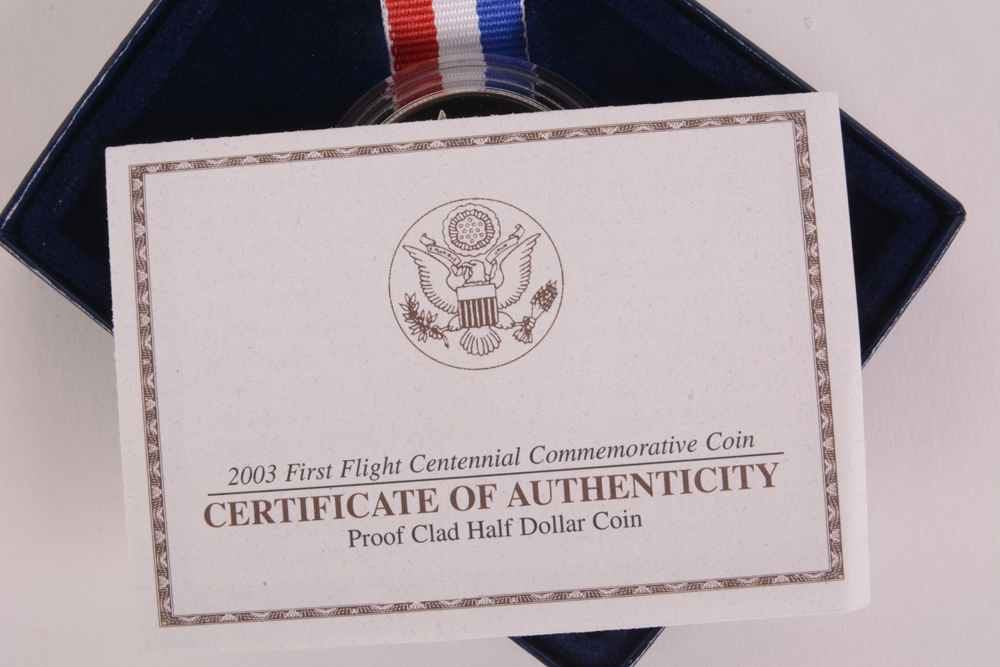 2003 First Flight Centennial Commemorative Coin
CERTIFICATE OF AUTHENTICITY
Proof Clad Half Dollar Coin